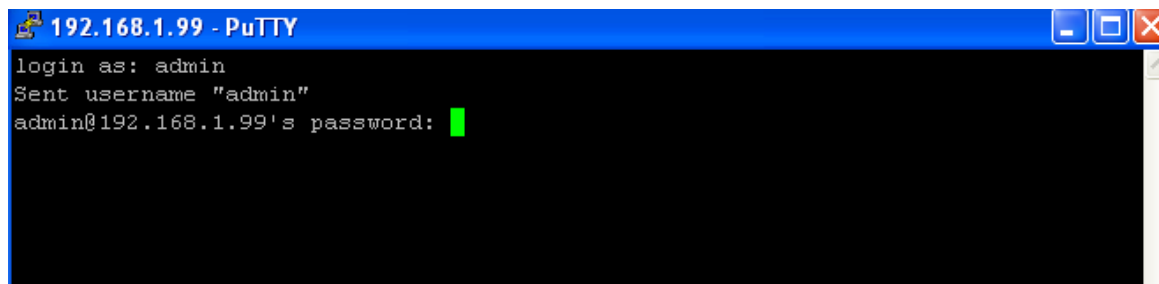 192.168.1.99 - PuTTY
login as: admin
Sent username "admin"
admin@192.168.1.99's password: